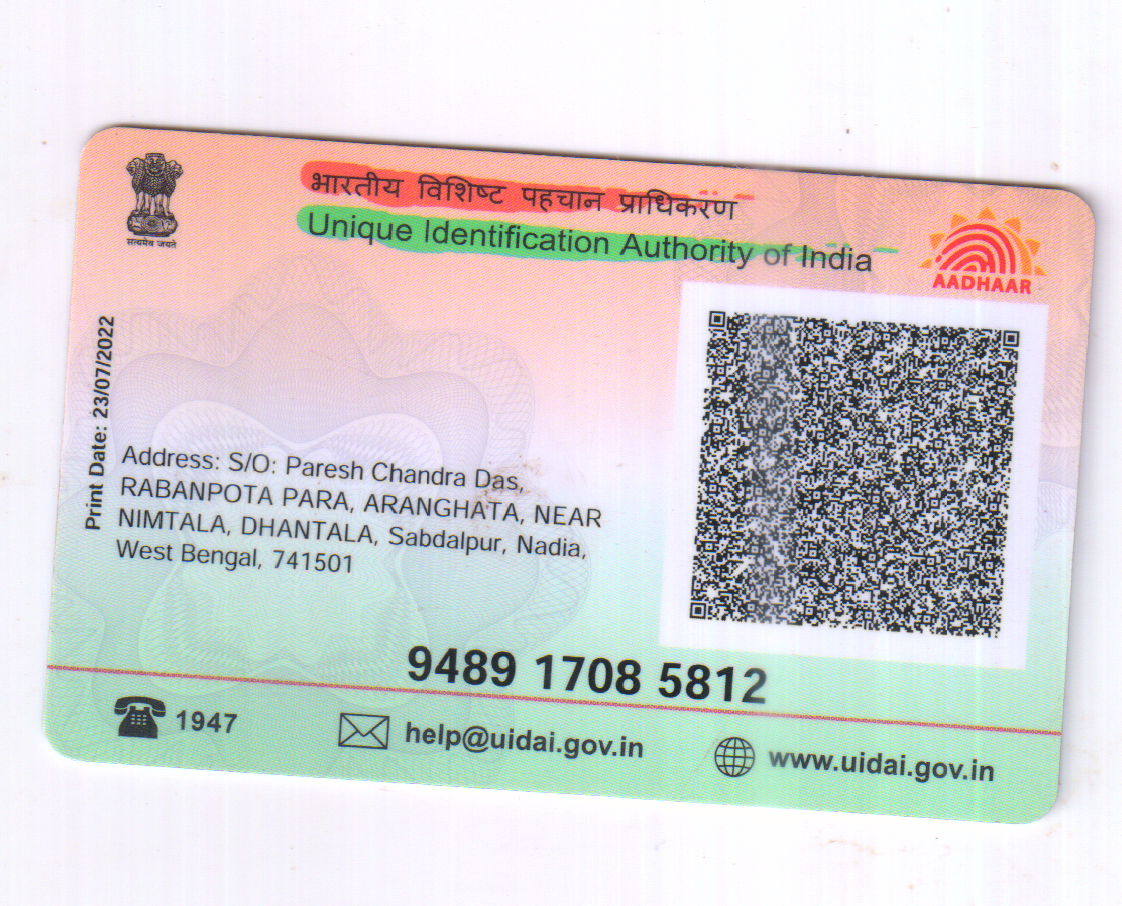 भारतीय विशिष्ट पहचान प्राधिकरण
Unique Identification Authority of India
सत्यमेव जयते
AADHAAR
Print Date: 23/07/2022
Address: S/O: Paresh Chandra Das,
RABANPOTA PARA, ARANGHATA, NEAR
NIMTALA, DHANTALA, Sabdalpur, Nadia,
West Bengal, 741501
9489 1708 5812
1947
help@uidai.gov.in
www.uidai.gov.in